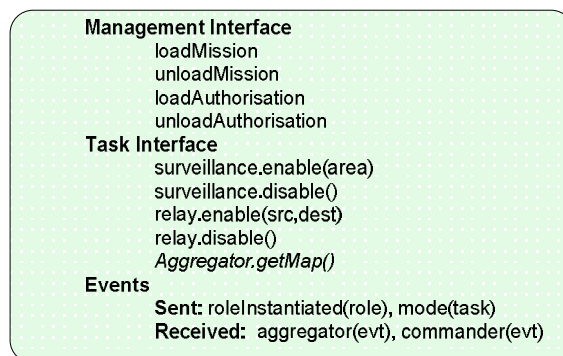 Management Interface
loadMission
unloadMission
loadAuthorisation
unloadAuthorisation
Task Interface
surveillance.enable(area)
surveillance.disable()
relay.enable(src,dest)
relay.disable()
Aggregator.getMap()
Events
Sent: roleInstantiated(role), mode(task)
Received: aggregator(evt), commander(evt)